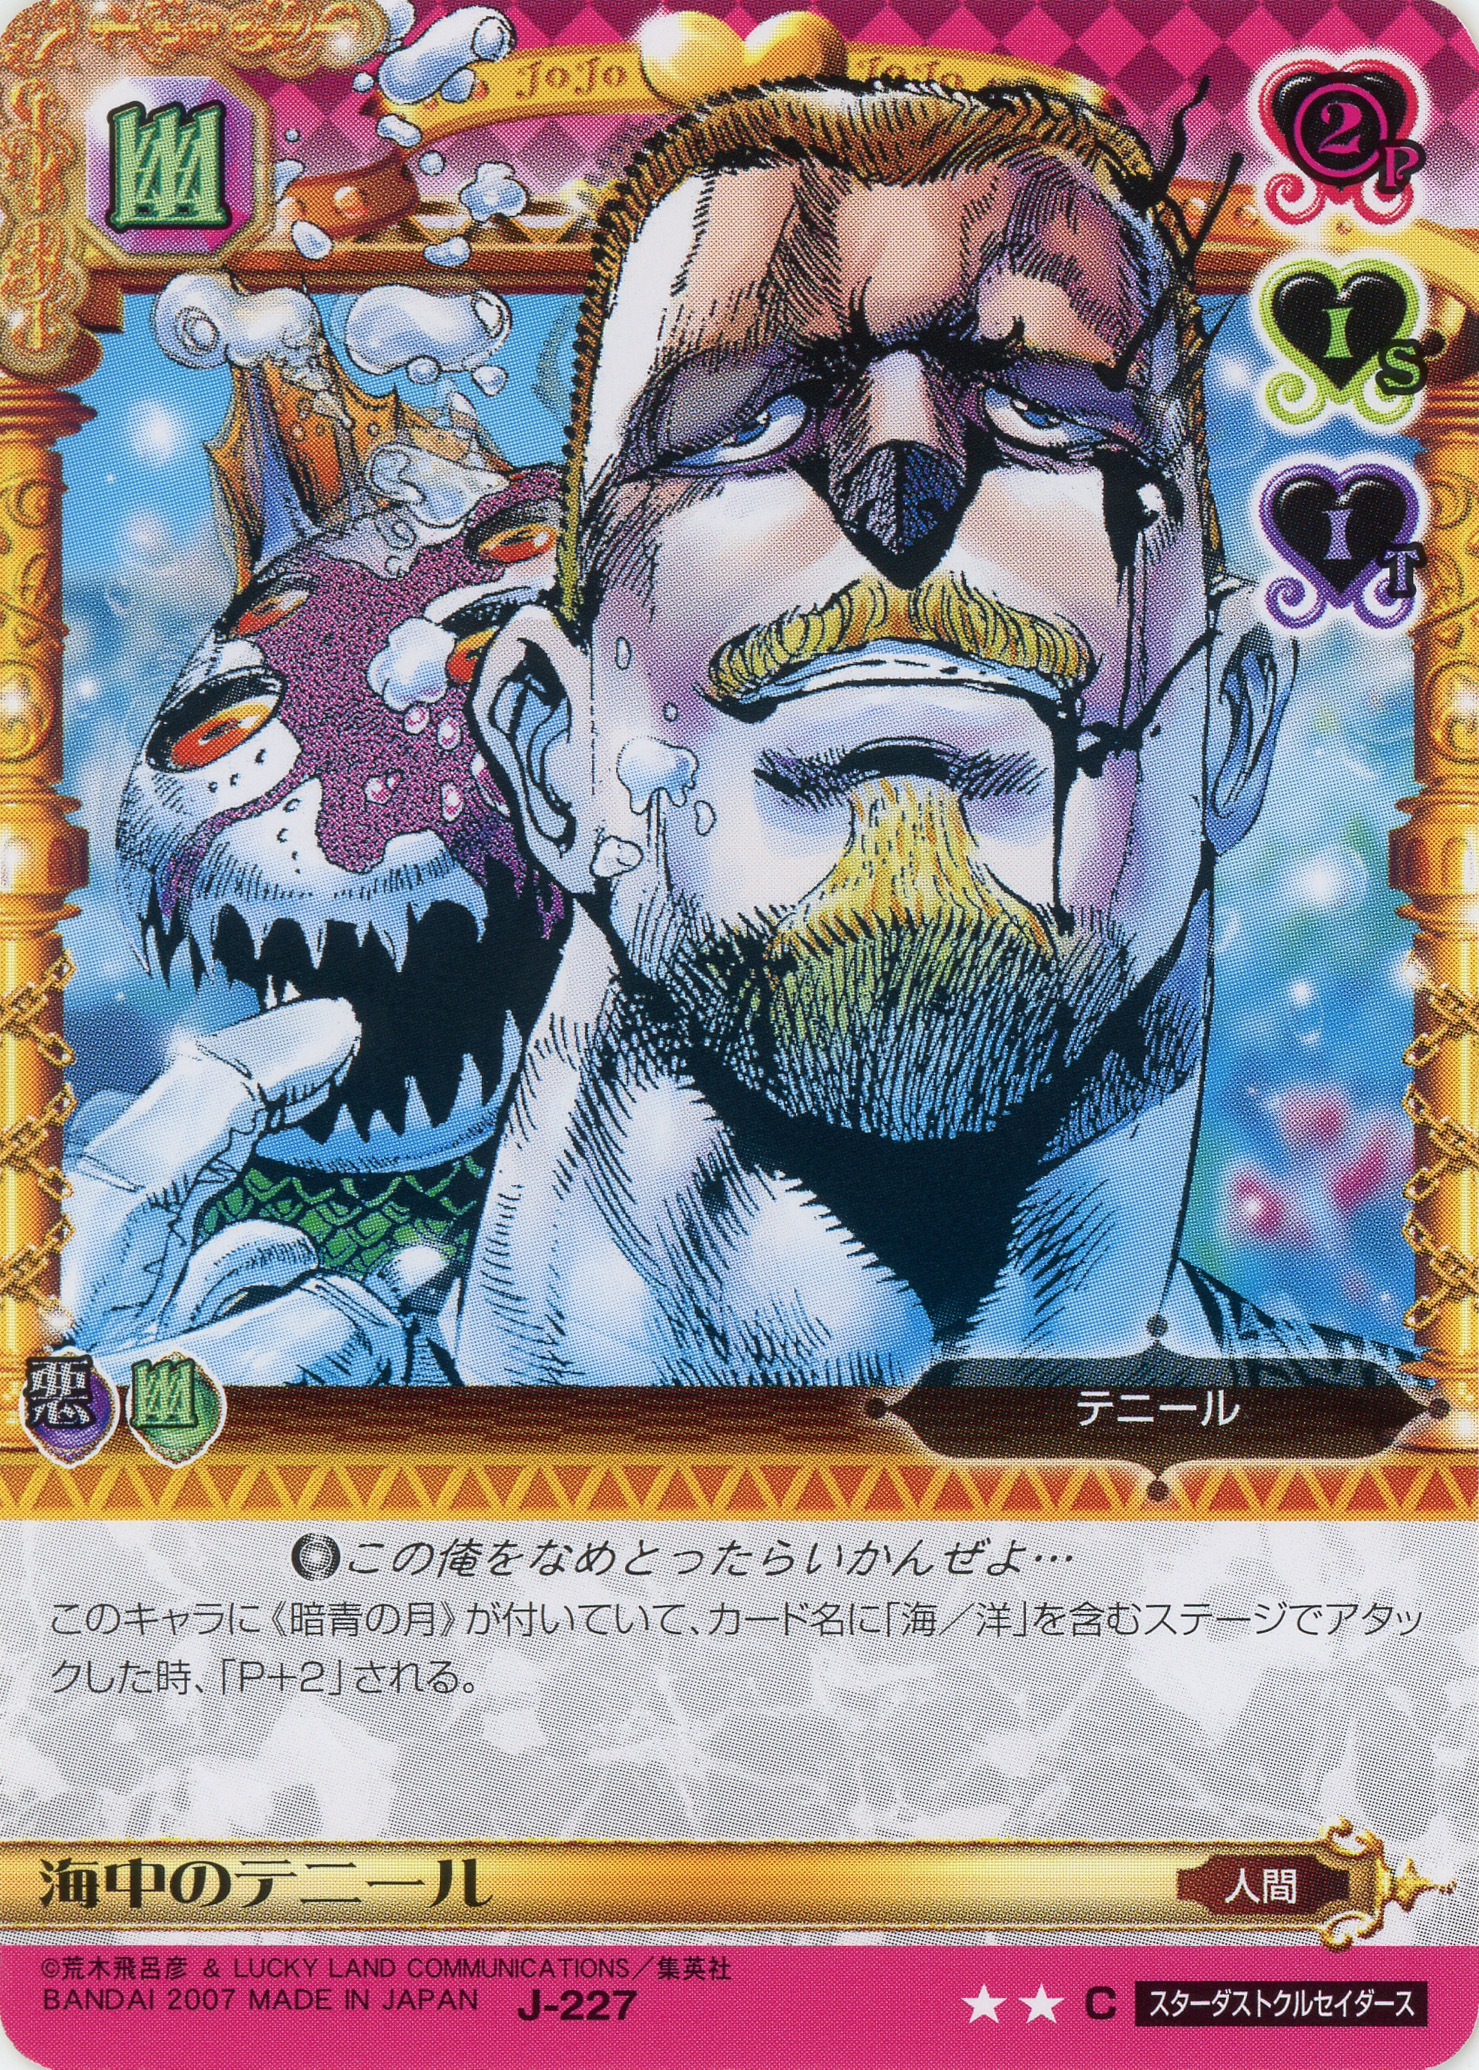 JoJo
JoJo
III
2P
1S
1T
悪
III
テニール
◎この俺をなめとったらいかんぜよ…
このキャラに《暗青の月》が付いていて、カード名に「海／洋」を含むステージでアタッ
クした時、「P+2」される。
海中のテニール
人間
©荒木飛呂彦 & LUCKY LAND COMMUNICATIONS／集英社
BANDAI 2007 MADE IN JAPAN J-227
★★ C スターダストクルセイダース